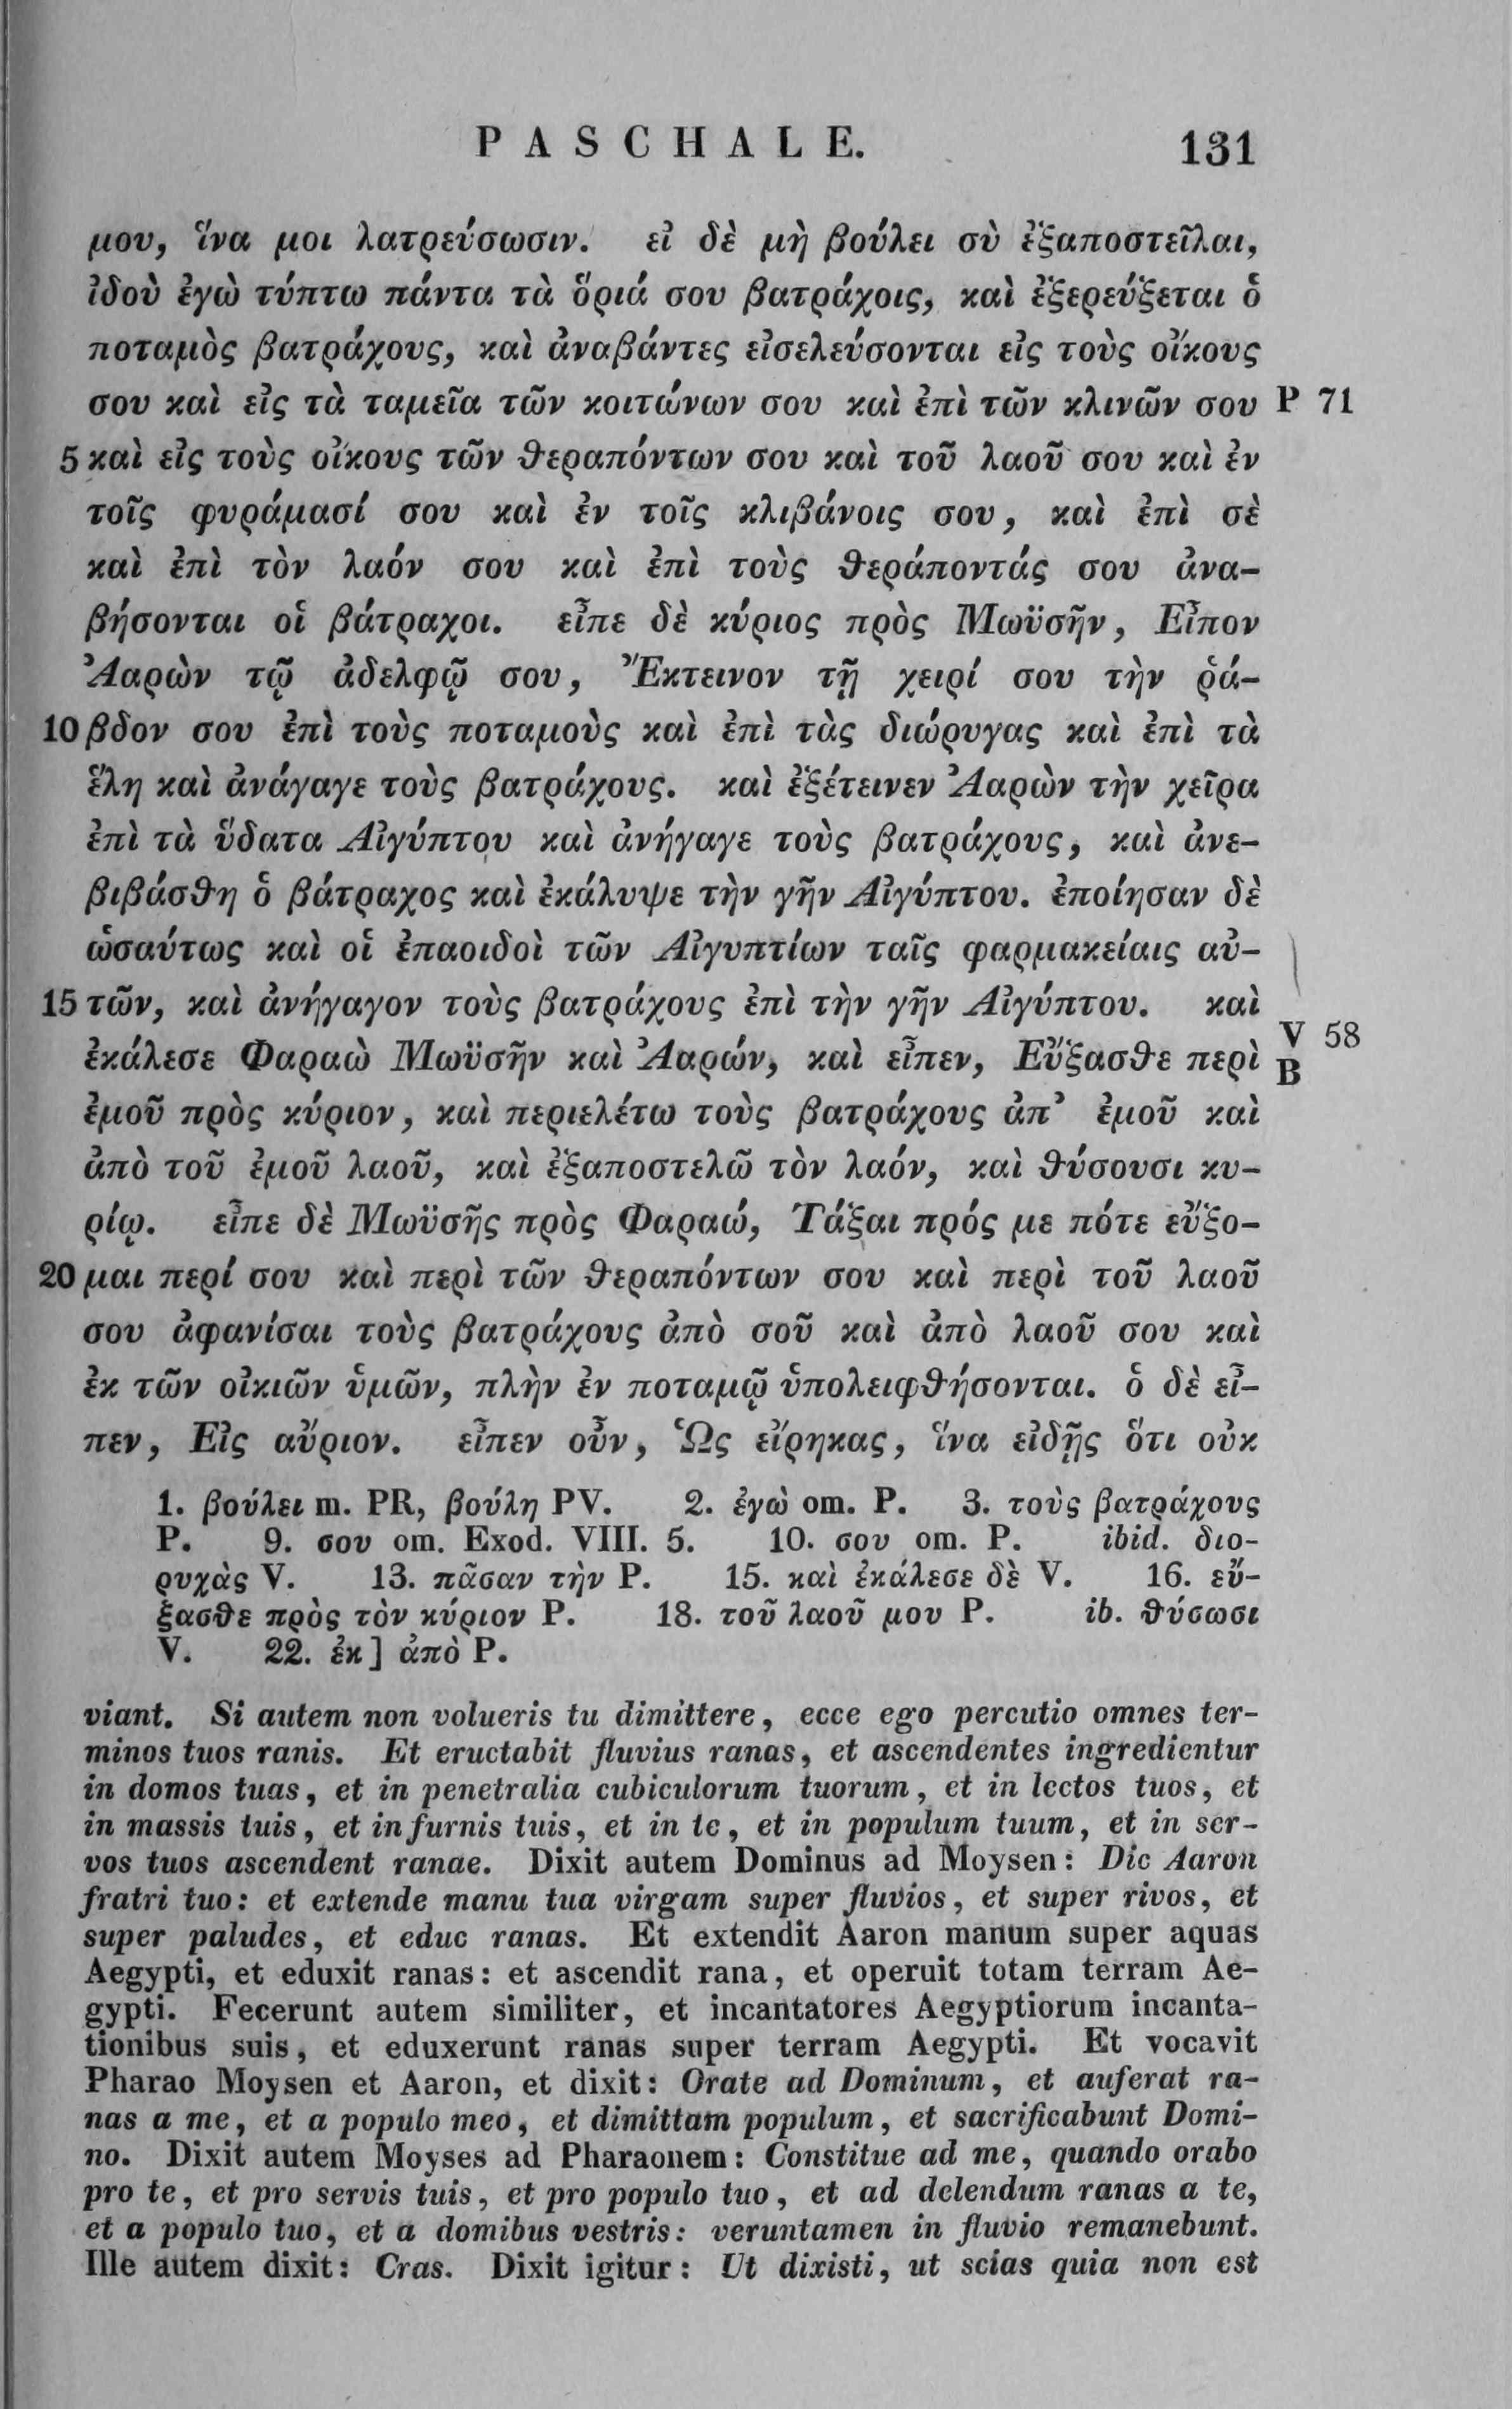 PASCHALE. 131
μου, ἵνα μοι λατρεύσωσιν. εἰ δὲ μὴ βούλει σὺ ἐξαποστεῖλαι,
ἰδοὺ ἐγὼ τύπτω πάντα τὰ ὅριά σου βατράχοις, καὶ ἐξερεύξεται ὁ
ποταμὸς βατράχους, καὶ ἀναβάντες εἰσελεύσονται εἰς τοὺς οἴκους
σου καὶ εἰς τὰ ταμεῖα τῶν κοιτώνων σου καὶ ἐπὶ τῶν κλινῶν σου P 71
5 καὶ εἰς τοὺς οἴκους τῶν θεραπόντων σου καὶ τοῦ λαοῦ σου καὶ ἐν
τοῖς φυράμασί σου καὶ ἐν τοῖς κλιβάνοις σου, καὶ ἐπὶ σὲ
καὶ ἐπὶ τὸν λαόν σου καὶ ἐπὶ τοὺς θεράποντάς σου ἀνα-
βήσονται οἱ βάτραχοι. εἶπε δὲ κύριος πρὸς Μωϋσῆν, Εἶπον
Ἀαρὼν τῷ ἀδελφῷ σου, Ἔκτεινον τῇ χειρί σου τὴν ῥά-
10 βδον σου ἐπὶ τοὺς ποταμοὺς καὶ ἐπὶ τὰς διώρυγας καὶ ἐπὶ τὰ
ἕλη καὶ ἀνάγαγε τοὺς βατράχους. καὶ ἐξέτεινεν Ἀαρὼν τὴν χεῖρα
ἐπὶ τὰ ὕδατα Αἰγύπτου καὶ ἀνήγαγε τοὺς βατράχους, καὶ ἀνε-
βιβάσθη ὁ βάτραχος καὶ ἐκάλυψε τὴν γῆν Αἰγύπτου. ἐποίησαν δὲ
ὡσαύτως καὶ οἱ ἐπαοιδοὶ τῶν Αἰγυπτίων ταῖς φαρμακείαις αὐ-
15 τῶν, καὶ ἀνήγαγον τοὺς βατράχους ἐπὶ τὴν γῆν Αἰγύπτου. καὶ
ἐκάλεσε Φαραὼ Μωϋσῆν καὶ Ἀαρών, καὶ εἶπεν, Εὔξασθε περὶ V 58 B
ἐμοῦ πρὸς κύριον, καὶ περιελέτω τοὺς βατράχους ἀπ’ ἐμοῦ καὶ
ἀπὸ τοῦ ἐμοῦ λαοῦ, καὶ ἐξαποστελῶ τὸν λαόν, καὶ θύσουσι κυ-
ρίῳ. εἶπε δὲ Μωϋσῆς πρὸς Φαραώ, Τάξαι πρός με πότε εὔξο-
20 μαι περί σου καὶ περὶ τῶν θεραπόντων σου καὶ περὶ τοῦ λαοῦ
σου ἀφανίσαι τοὺς βατράχους ἀπὸ σοῦ καὶ ἀπὸ λαοῦ σου καὶ
ἐκ τῶν οἰκιῶν ὑμῶν, πλὴν ἐν ποταμῷ ὑπολειφθήσονται. ὁ δὲ εἶ-
πεν, Εἰς αὔριον. εἶπεν οὖν, Ὡς εἴρηκας, ἵνα εἰδῇς ὅτι οὐκ
1. βούλει m. PR, βούλη PV. 2. ἐγὼ om. P. 3. τοὺς βατράχους
P. 9. σου om. Exod. VIII. 5. 10. σου om. P. ibid. διο-
ρυχὰς V. 13. πᾶσαν τὴν P. 15. καὶ ἐκάλεσε δὲ V. 16. εὔ-
ξασθε πρὸς τὸν κύριον P. 18. τοῦ λαοῦ μου P. ib. θύσωσι
V. 22. ἐκ] ἀπὸ P.
viant. Si autem non volueris tu dimittere, ecce ego percutio omnes ter-
minos tuos ranis. Et eructabit fluvius ranas, et ascendentes ingredientur
in domos tuas, et in penetralia cubiculorum tuorum, et in lectos tuos, et
in massis tuis, et in furnis tuis, et in te, et in populum tuum, et in ser-
vos tuos ascendent ranae. Dixit autem Dominus ad Moysen: Dic Aaron
fratri tuo: et extende manu tua virgam super fluvios, et super rivos, et
super paludes, et educ ranas. Et extendit Aaron manum super aquas
Aegypti, et eduxit ranas: et ascendit rana, et operuit totam terram Ae-
gypti. Fecerunt autem similiter, et incantatores Aegyptiorum incanta-
tionibus suis, et eduxerunt ranas super terram Aegypti. Et vocavit
Pharao Moysen et Aaron, et dixit: Orate ad Dominum, et auferat ra-
nas a me, et a populo meo, et dimittam populum, et sacrificabunt Domi-
no. Dixit autem Moyses ad Pharaonem: Constitue ad me, quando orabo
pro te, et pro servis tuis, et pro populo tuo, et ad delendum ranas a te,
et a populo tuo, et a domibus vestris: veruntamen in fluvio remanebunt.
Ille autem dixit: Cras. Dixit igitur: Ut dixisti, ut scias quia non est